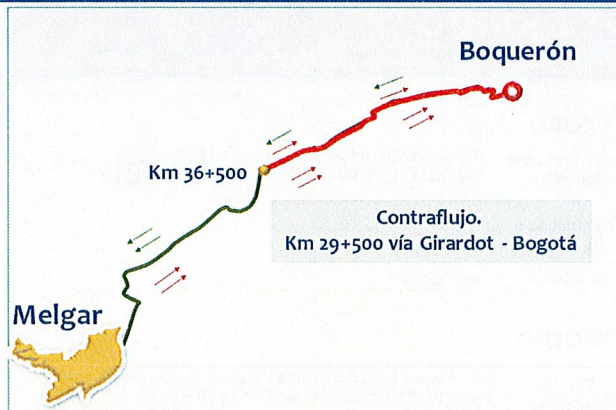 Boquerón
Km 36+500
Contraflujo.
Km 29+500 vía Girardot - Bogotá
Melgar